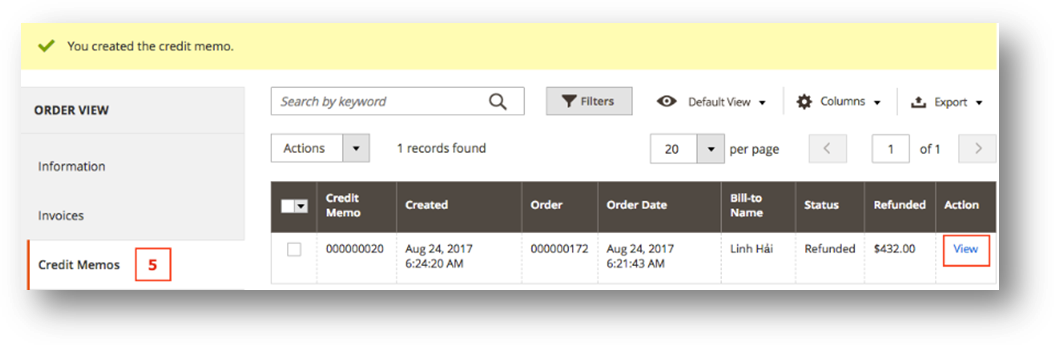 You created the credit memo.
ORDER VIEW
Information
Invoices
Credit Memos 5
Search by keyword Filters Default View Columns Export
Actions 1 records found 20 per page 1 of 1
Credit Memo Created Order Order Date Bill-to Name Status Refunded Action
000000020 Aug 24, 2017 6:24:20 AM 000000172 Aug 24, 2017 6:21:43 AM Linh Hải Refunded $432.00 View